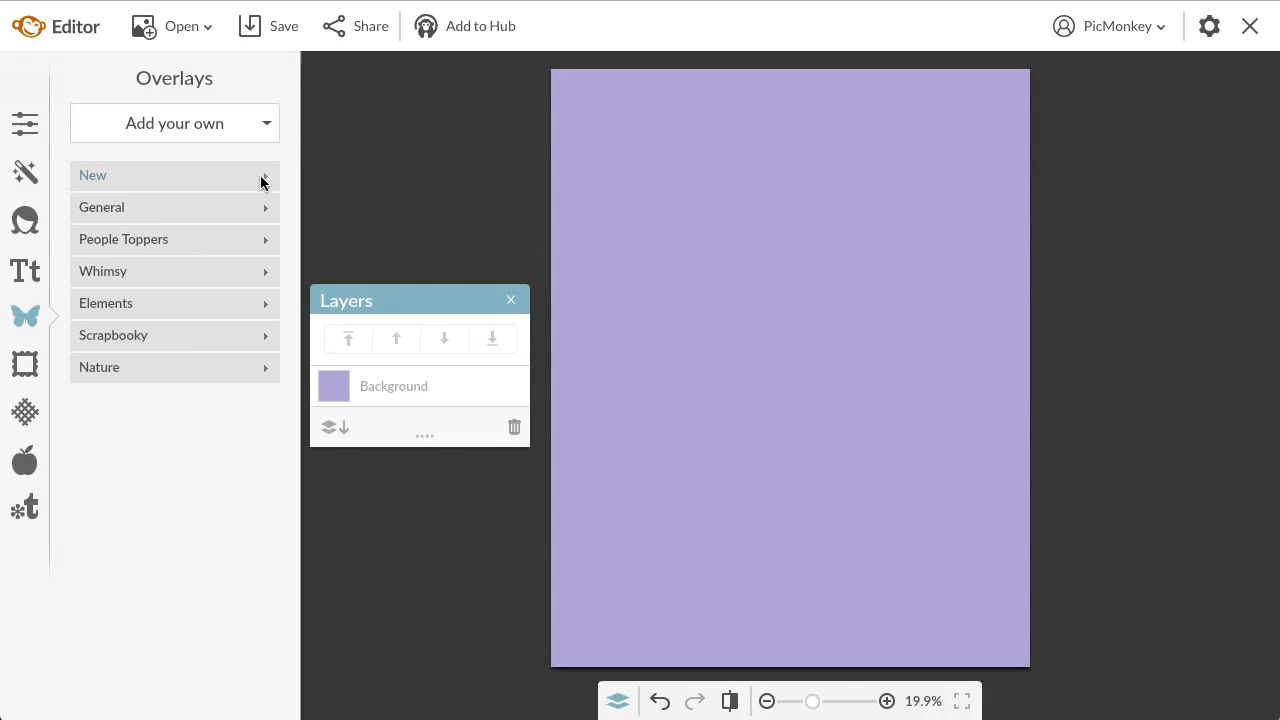 Editor Open Save Share Add to Hub PicMonkey
Overlays
Add your own
New
General
People Toppers
Whimsy
Elements
Scrapbooky
Nature
Tt
t
Layers
Background
19.9%